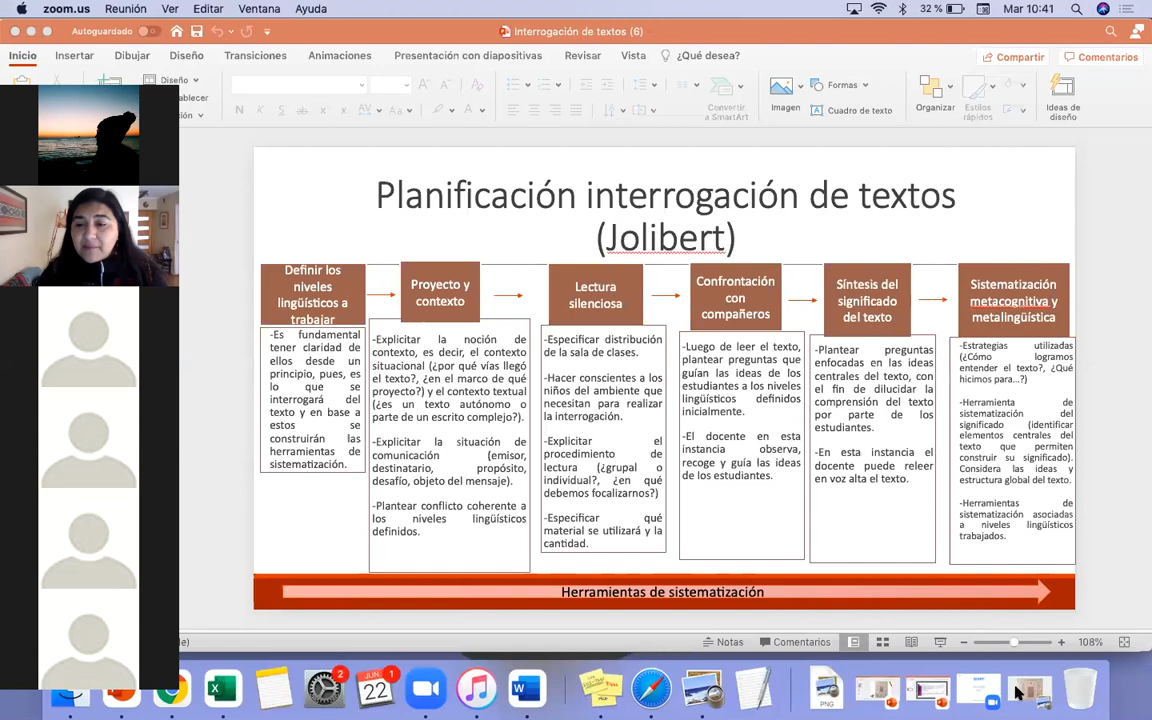 zoom.us Reunión Ver Editar Ventana Ayuda 32 % Mar 10:41
Autoguardado Interrogación de textos (6)
Inicio Insertar Dibujar Diseño Transiciones Animaciones Presentación con diapositivas Revisar Vista ¿Qué desea? Compartir Comentarios
Diseño
ablecer
ción
N K S ab x x AV Aa A
Convertir
a SmartArt
Imagen
Formas
Cuadro de texto
Organizar
Estilos
rápidos
Ideas de
diseño
Planificación interrogación de textos
(Jolibert)
Definir los
niveles
lingüísticos a
trabajar
-Es fundamental
tener claridad de
ellos desde un
principio, pues, es
lo que se
interrogará del
texto y en base a
estos se
construirán las
herramientas de
sistematización.
Proyecto y
contexto
-Explicitar la noción de
contexto, es decir, el contexto
situacional (¿por qué vías llegó
el texto?, ¿en el marco de qué
proyecto?) y el contexto textual
(¿es un texto autónomo o
parte de un escrito complejo?).
-Explicitar la situación de
comunicación (emisor,
destinatario, propósito,
desafío, objeto del mensaje).
-Plantear conflicto coherente a
los niveles lingüísticos
definidos.
Lectura
silenciosa
-Especificar distribución
de la sala de clases.
-Hacer conscientes a los
niños del ambiente que
necesitan para realizar
la interrogación.
-Explicitar el
procedimiento de
lectura (¿grupal o
individual?, ¿en qué
debemos focalizarnos?)
-Especificar qué
material se utilizará y la
cantidad.
Confrontación
con
compañeros
-Luego de leer el texto,
plantear preguntas que
guían las ideas de los
estudiantes a los niveles
lingüísticos definidos
inicialmente.
-El docente en esta
instancia observa,
recoge y guía las ideas
de los estudiantes.
Síntesis del
significado
del texto
-Plantear preguntas
enfocadas en las ideas
centrales del texto, con
el fin de dilucidar la
comprensión del texto
por parte de los
estudiantes.
-En esta instancia el
docente puede releer
en voz alta el texto.
Sistematización
metacognitiva y
metalingüística
-Estrategias utilizadas
(¿Cómo logramos
entender el texto?, ¿Qué
hicimos para...?)
-Herramienta de
sistematización del
significado (identificar
elementos centrales del
texto que permiten
construir su significado).
Considera las ideas y
estructura global del texto.
-Herramientas de
sistematización asociadas
a niveles lingüísticos
trabajados.
Herramientas de sistematización
le) Notas Comentarios 108%
2
JUN.
22
1
PNG